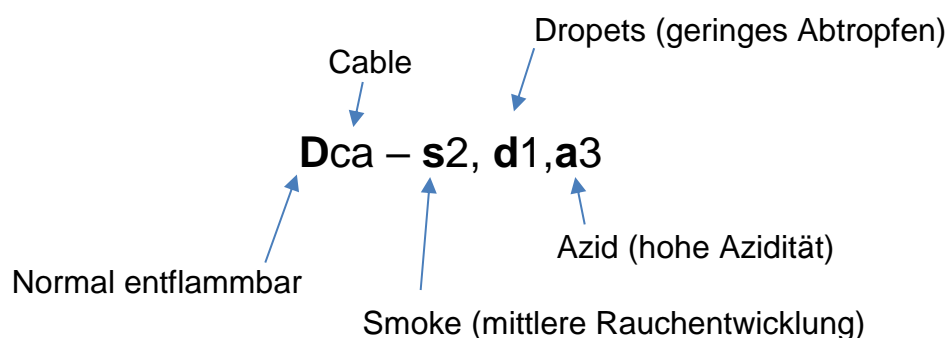 Dropets (geringes Abtropfen)
Cable
Dca – s2, d1,a3
Azid (hohe Azidität)
Normal entflammbar
Smoke (mittlere Rauchentwicklung)